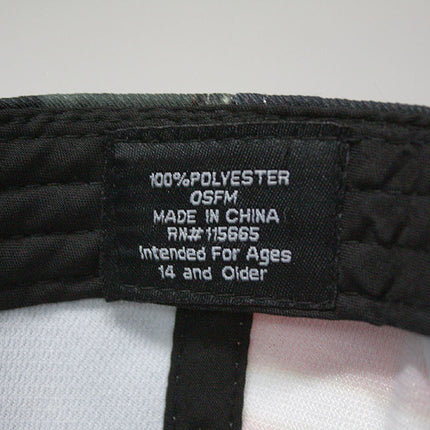 100%POLYESTER
OSFM
MADE IN CHINA
RN#115665
Intended For Ages
14 and Older